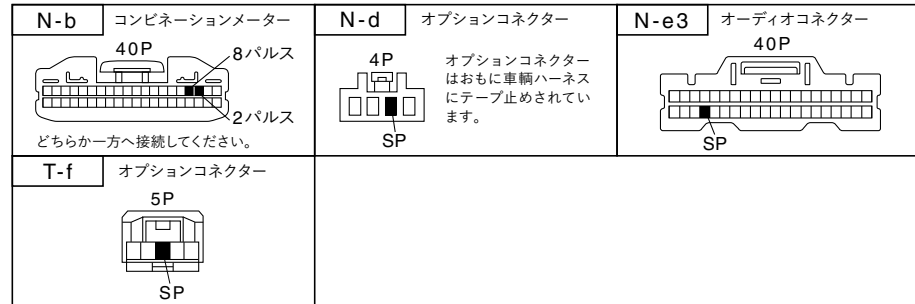 N-b コンビネーションメーター
40P
8パルス
2パルス
どちらか一方へ接続してください。
N-d オプションコネクター
4P
オプションコネクター
はおもに車輌ハーネス
にテープ止めされてい
ます。
SP
N-e3 オーディオコネクター
40P
SP
T-f オプションコネクター
5P
SP